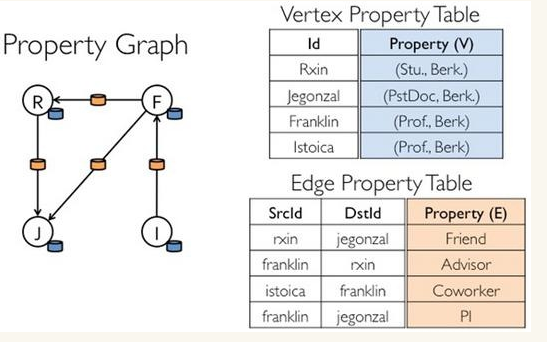 Property Graph
R
F
J
I
Vertex Property Table
Id Property (V)
Rxin (Stu., Berk.)
Jegonzal (PstDoc, Berk.)
Franklin (Prof., Berk)
Istoica (Prof., Berk)
Edge Property Table
SrcId DstId Property (E)
rxin jegonzal Friend
franklin rxin Advisor
istoica franklin Coworker
franklin jegonzal PI